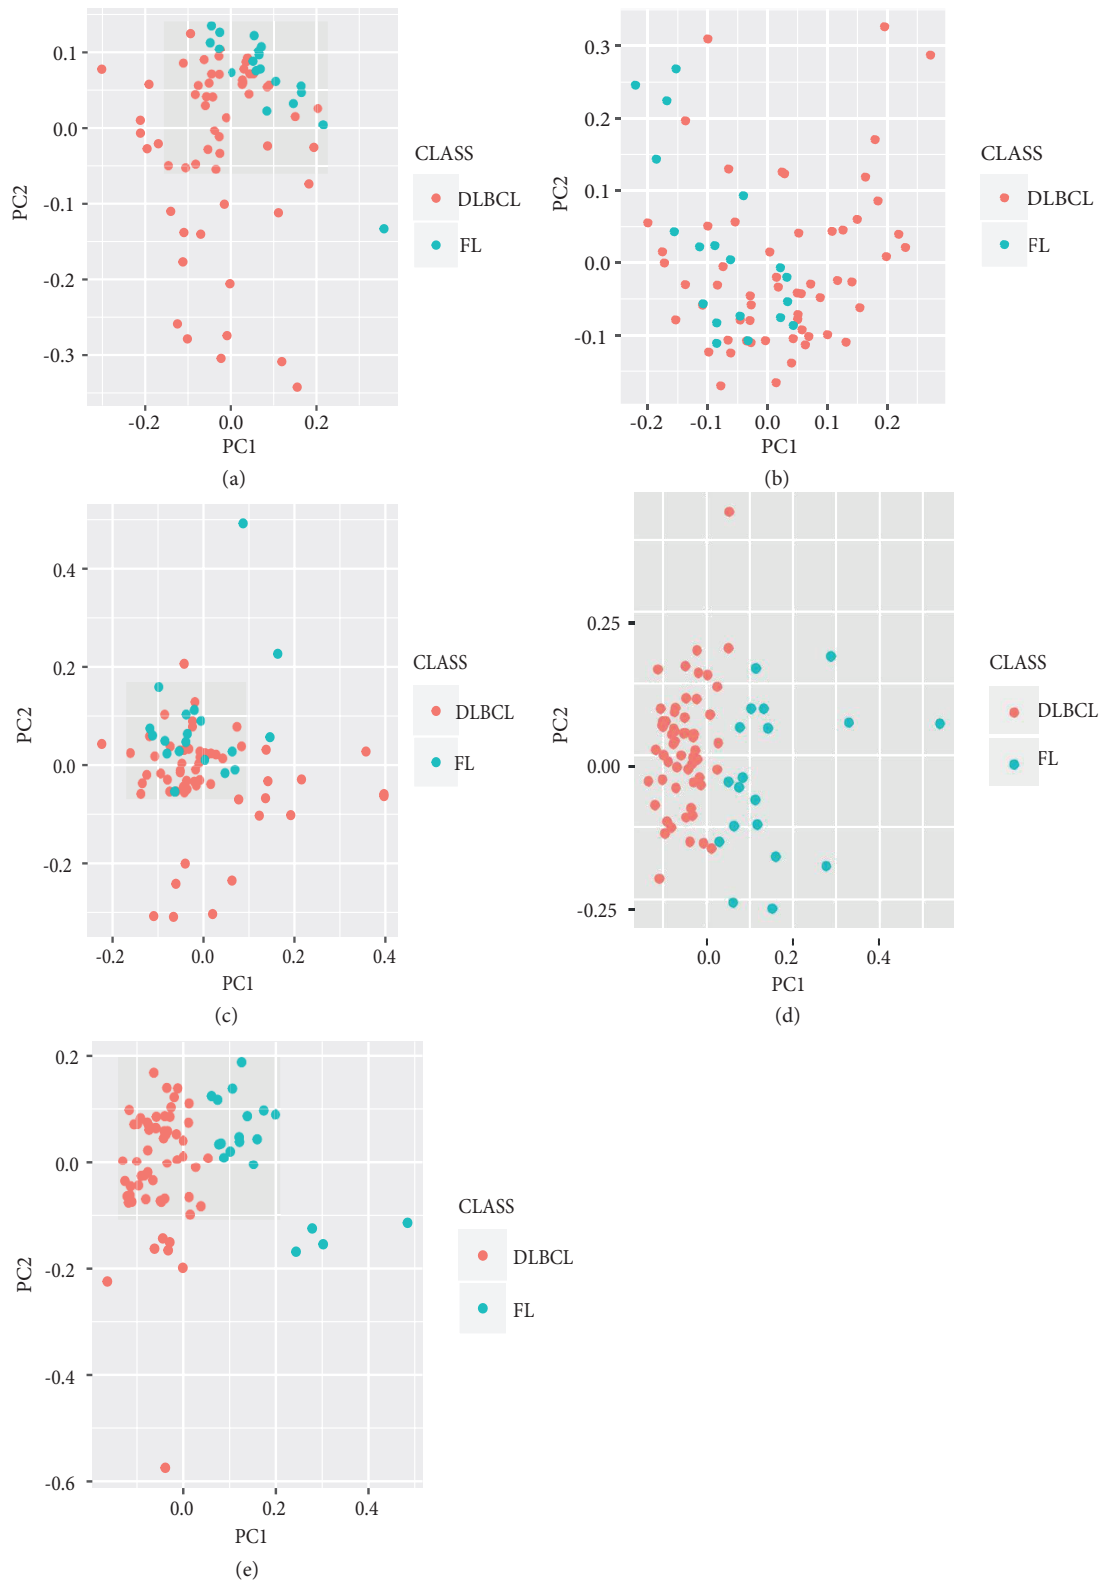 0.1
0.0
-0.1
-0.2
-0.3
PC2
-0.2
0.0
0.2
PC1
(a)
CLASS
DLBCL
FL
0.3
0.2
0.1
0.0
-0.1
PC2
-0.2
-0.1
0.0
0.1
0.2
PC1
(b)
CLASS
DLBCL
FL
0.4
0.2
0.0
-0.2
PC2
-0.2
0.0
0.2
0.4
PC1
(c)
CLASS
DLBCL
FL
0.25
0.00
-0.25
PC2
0.0
0.2
0.4
PC1
(d)
CLASS
DLBCL
FL
0.2
0.0
-0.2
-0.4
-0.6
PC2
0.0
0.2
0.4
PC1
(e)
CLASS
DLBCL
FL